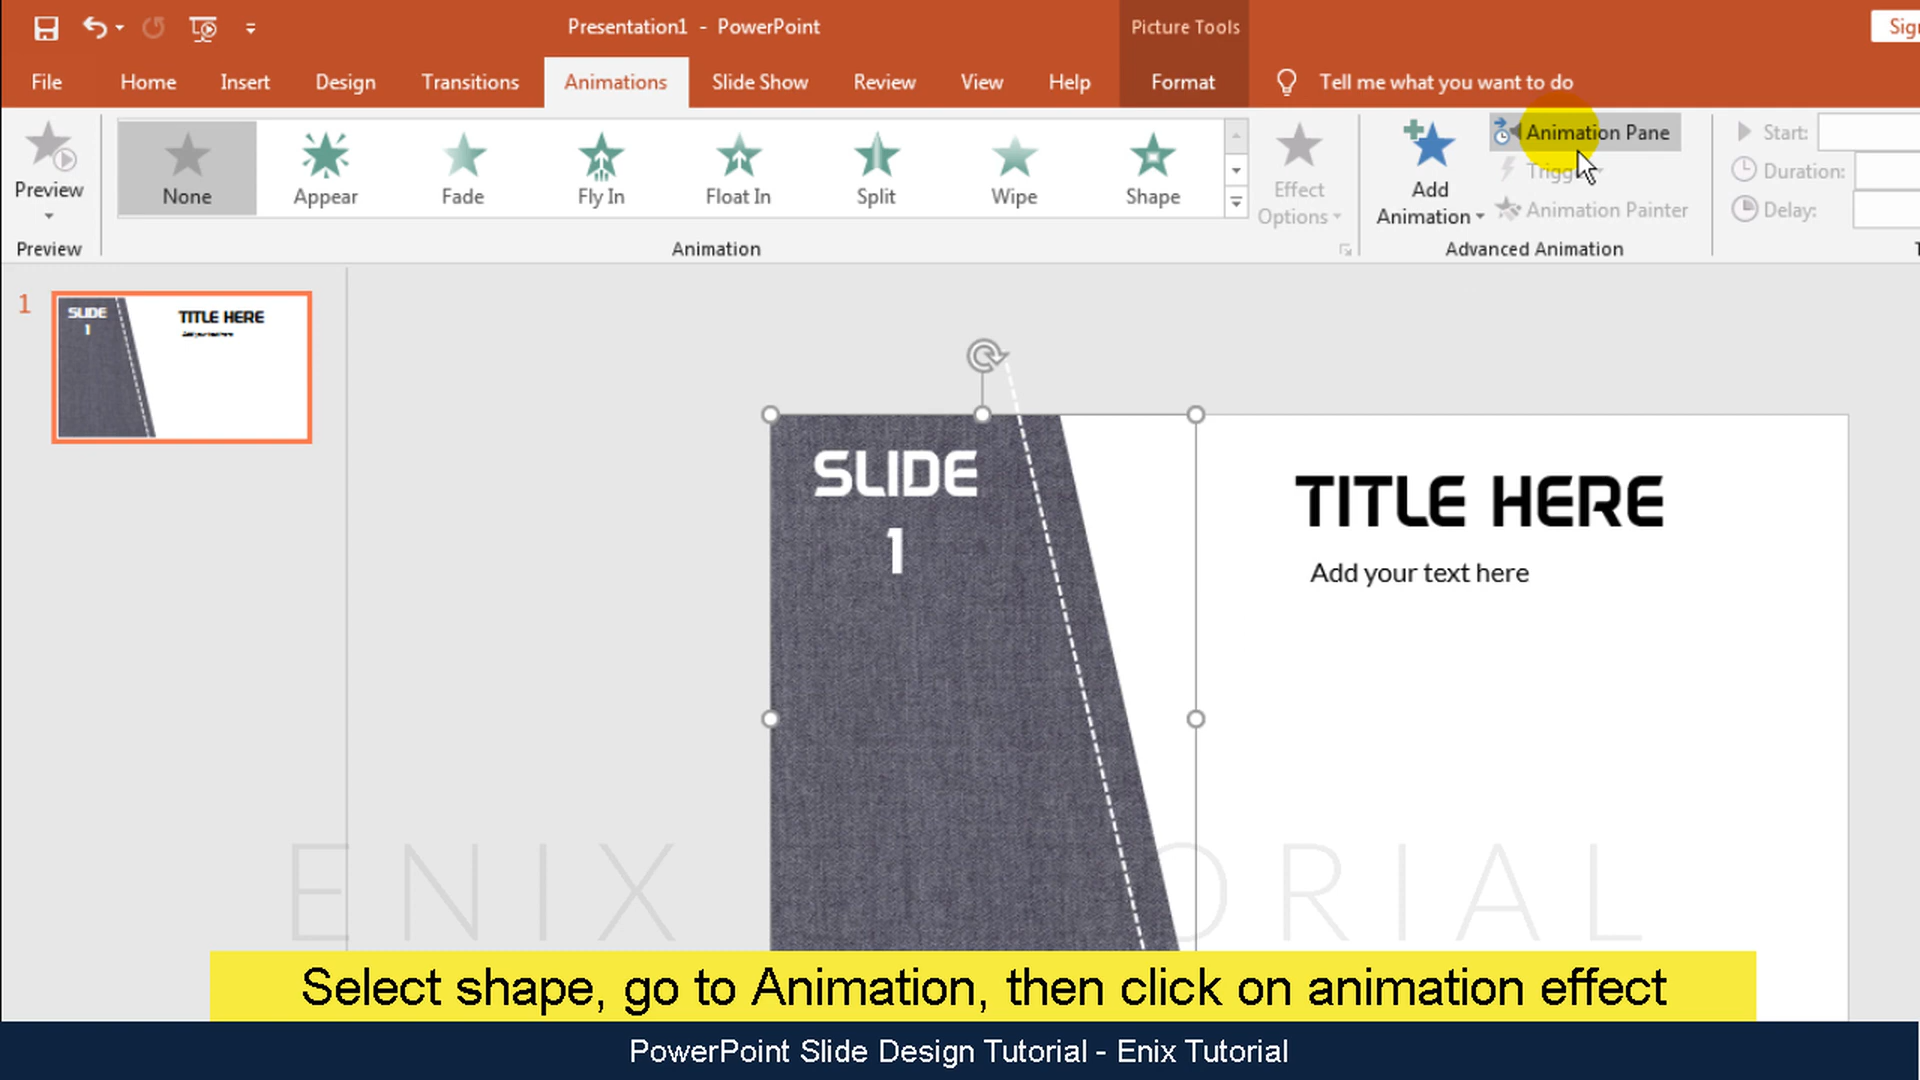 Presentation1 - PowerPoint
Picture Tools
Sign
File
Home
Insert
Design
Transitions
Animations
Slide Show
Review
View
Help
Format
Tell me what you want to do
Preview
None
Appear
Fade
Fly In
Float In
Split
Wipe
Shape
Effect
Options
Add
Animation
Animation Pane
Animation Painter
Start:
Duration:
Delay:
Preview
Animation
Advanced Animation
1
SLIDE
1
TITLE HERE
SLIDE
1
TITLE HERE
Add your text here
ENIX
ORIAL
Select shape, go to Animation, then click on animation effect
PowerPoint Slide Design Tutorial - Enix Tutorial